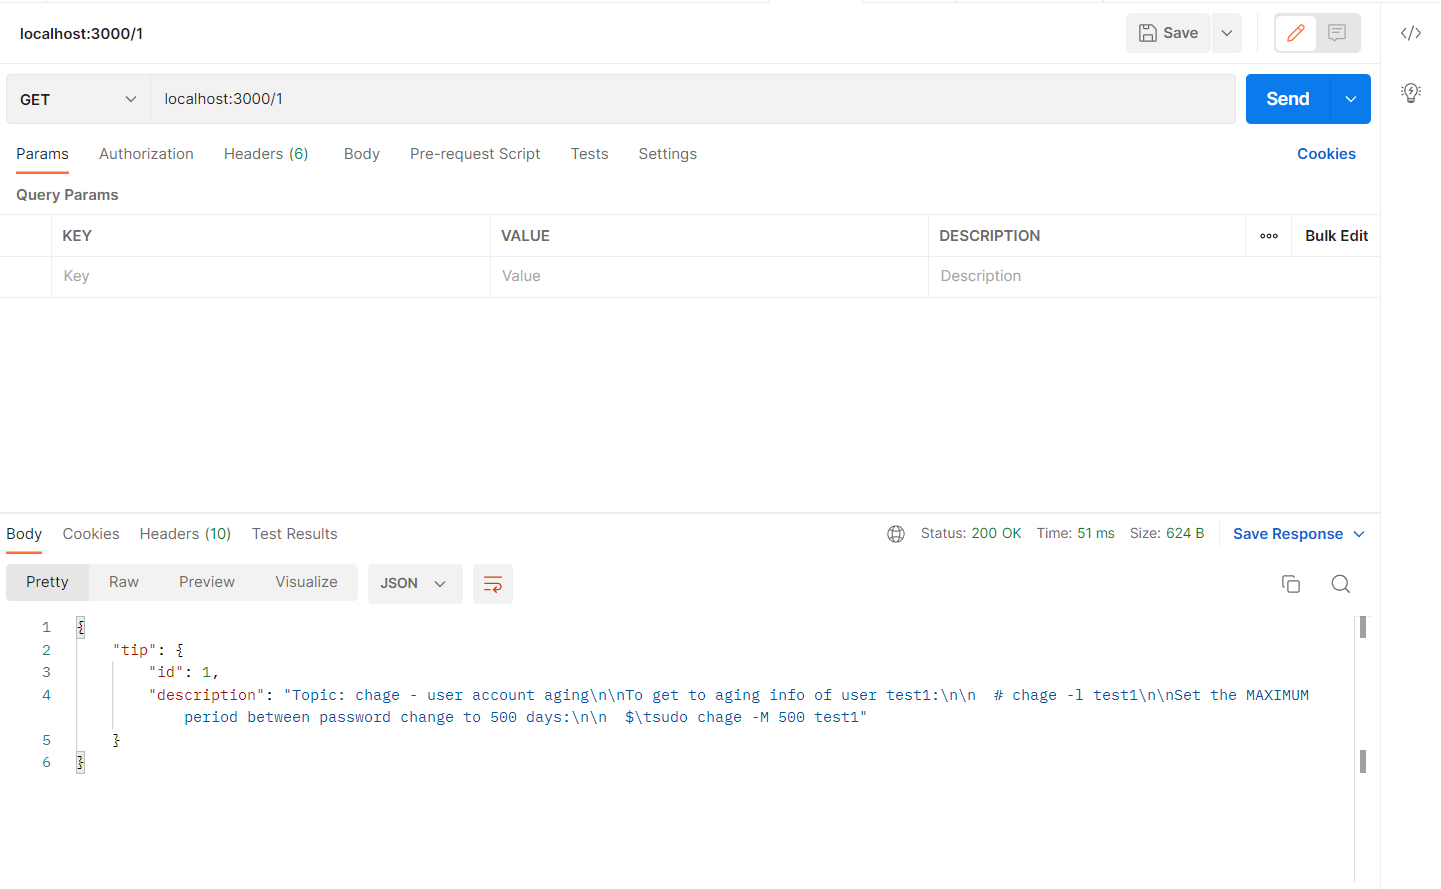 localhost:3000/1
Save
GET localhost:3000/1 Send
Params Authorization Headers (6) Body Pre-request Script Tests Settings Cookies
Query Params
KEY VALUE DESCRIPTION ooo Bulk Edit
Key Value Description
Body Cookies Headers (10) Test Results Status: 200 OK Time: 51 ms Size: 624 B Save Response
Pretty Raw Preview Visualize JSON
1 {
2 "tip": {
3 "id": 1,
4 "description": "Topic: chage - user account aging\n\nTo get to aging info of user test1:\n\n  # chage -l test1\n\nSet the MAXIMUM
period between password change to 500 days:\n\n  $\tsudo chage -M 500 test1"
5 }
6 }